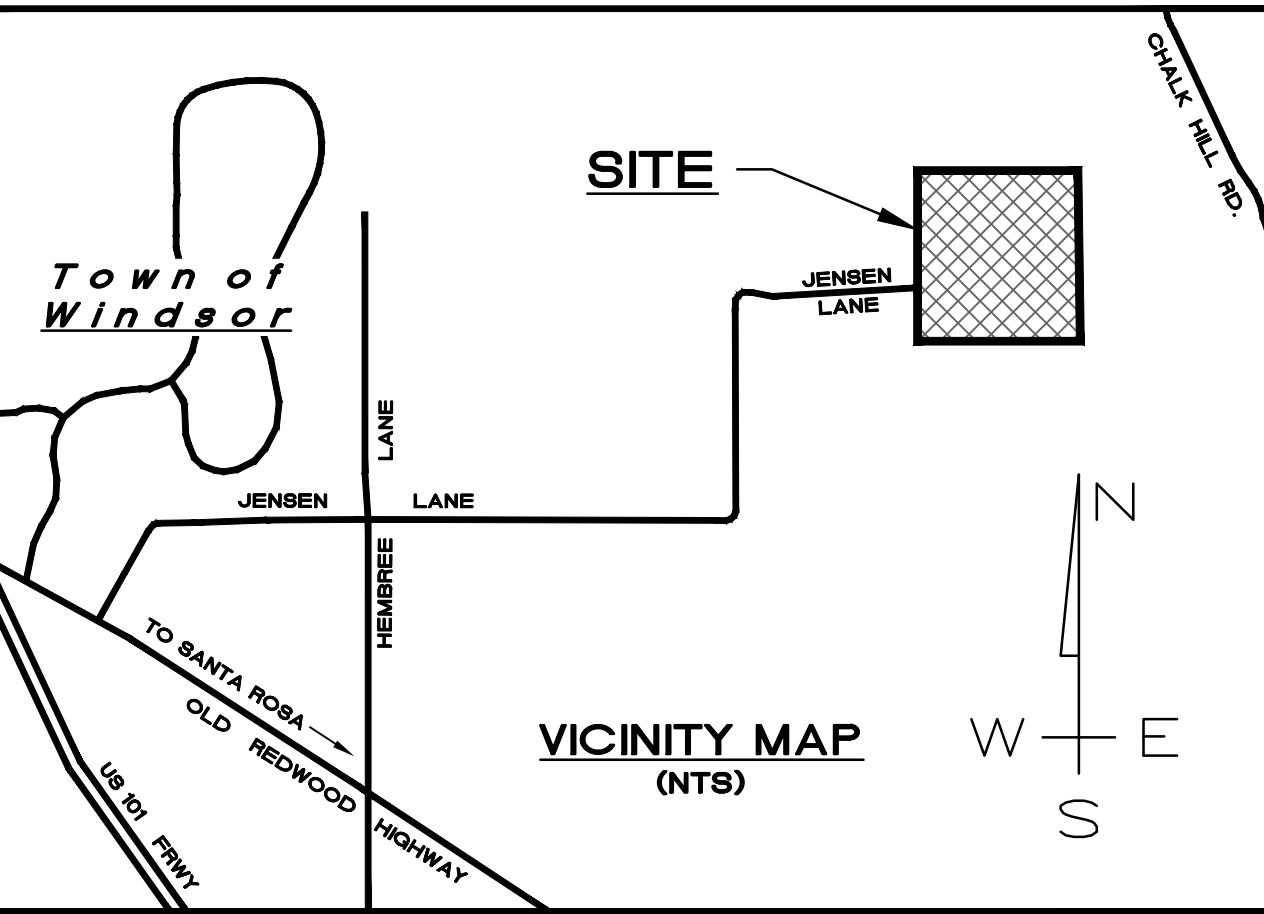 CHALK HILL RD.
SITE
Town of
Windsor
JENSEN
LANE
LANE
JENSEN LANE
HEMBREE
TO SANTA ROSA
OLD REDWOOD HIGHWAY
US 101 FRWY
VICINITY MAP
(NTS)
N
W E
S